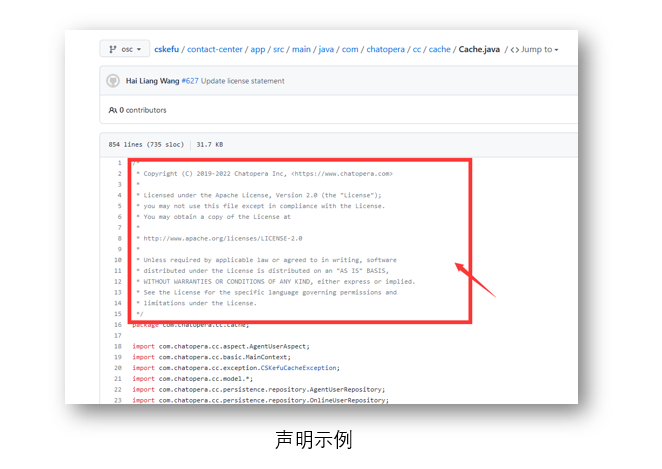 osc cskefu / contact-center / app / src / main / java / com / chatopera / cc / cache / Cache.java / <> Jump to
Hai Liang Wang #627 Update license statement
0 contributors
854 lines (735 sloc) 31.7 KB
1 /*
2 * Copyright (C) 2019-2022 Chatopera Inc, <https://www.chatopera.com>
3 *
4 * Licensed under the Apache License, Version 2.0 (the "License");
5 * you may not use this file except in compliance with the License.
6 * You may obtain a copy of the License at
7 *
8 * http://www.apache.org/licenses/LICENSE-2.0
9 *
10 * Unless required by applicable law or agreed to in writing, software
11 * distributed under the License is distributed on an "AS IS" BASIS,
12 * WITHOUT WARRANTIES OR CONDITIONS OF ANY KIND, either express or implied.
13 * See the License for the specific language governing permissions and
14 * limitations under the License.
15 */
16 package com.chatopera.cc.cache;
17
18 import com.chatopera.cc.aspect.AgentUserAspect;
19 import com.chatopera.cc.basic.MainContext;
20 import com.chatopera.cc.exception.CSKefuCacheException;
21 import com.chatopera.cc.model.*;
22 import com.chatopera.cc.persistence.repository.AgentUserRepository;
23 import com.chatopera.cc.persistence.repository.OnlineUserRepository;
声明示例